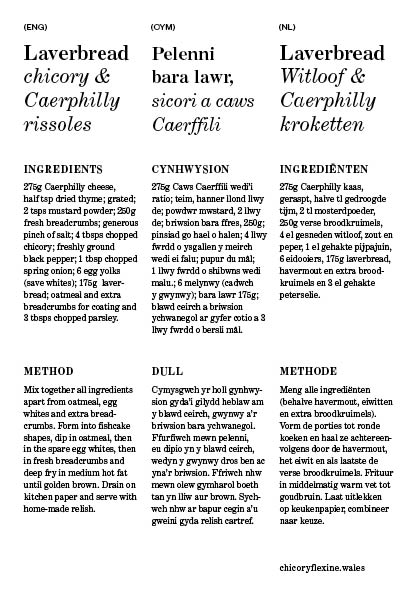 (ENG)
Laverbread
chicory &
Caerphilly
rissoles
INGREDIENTS
275g Caerphilly cheese,
half tsp dried thyme; grated;
2 tsps mustard powder; 250g
fresh breadcrumbs; generous
pinch of salt; 4 tbsps chopped
chicory; freshly ground
black pepper; 1 tbsp chopped
spring onion; 6 egg yolks
(save whites); 175g laver-
bread; oatmeal and extra
breadcrumbs for coating and
3 tbsps chopped parsley.
METHOD
Mix together all ingredients
apart from oatmeal, egg
whites and extra bread-
crumbs. Form into fishcake
shapes, dip in oatmeal, then
in the spare egg whites, then
in fresh breadcrumbs and
deep fry in medium hot fat
until golden brown. Drain on
kitchen paper and serve with
home-made relish.
(CYM)
Pelenni
bara lawr,
sicori a caws
Caerffili
CYNHWYSION
275g Caws Caerffili wedi'i
ratio; teim, hanner llond llwy
de; powdwr mwstard, 2 llwy
de; briwsion bara ffres, 250g;
pinsiad go hael o halen; 4 llwy
fwrdd o ysgallen y meirch
wedi ei falu; pupur du mâl;
1 llwy fwrdd o shibwns wedi
malu.; 6 melynwy (cadwch
y gwynwy); bara lawr 175g;
blawd ceirch a briwsion
ychwanegol ar gyfer cotio a 3
llwy fwrdd o bersli mâl.
DULL
Cymysgwch yr holl gynhwy-
sion gyda'i gilydd heblaw am
y blawd ceirch, gwynwy a'r
briwsion bara ychwanegol.
Ffurfiwch mewn pelenni,
eu dipio yn y blawd ceirch,
wedyn y gwynwy dros ben ac
yna'r briwsion. Ffriwch nhw
mewn olew gymharol boeth
tan yn lliw aur brown. Sych-
wch nhw ar bapur cegin a'u
gweini gyda relish cartref.
(NL)
Laverbread
Witloof &
Caerphilly
kroketten
INGREDIËNTEN
275g Caerphilly kaas,
geraspt, halve tl gedroogde
tijm, 2 tl mosterdpoeder,
250g verse broodkruimels,
4 el gesneden witloof, zout en
peper, 1 el gehakte pijpajuin,
6 eidooiers, 175g laverbread,
havermout en extra brood-
kruimels en 3 el gehakte
peterselie.
METHODE
Meng alle ingrediënten
(behalve havermout, eiwitten
en extra broodkruimels).
Vorm de porties tot ronde
koeken en haal ze achtereen-
volgens door de havermout,
het eiwit en als laatste de
verse broodkruimels. Frituur
in middelmatig warm vet tot
goudbruin. Laat uitlekken
op keukenpapier, combineer
naar keuze.
chicoryflexine.wales